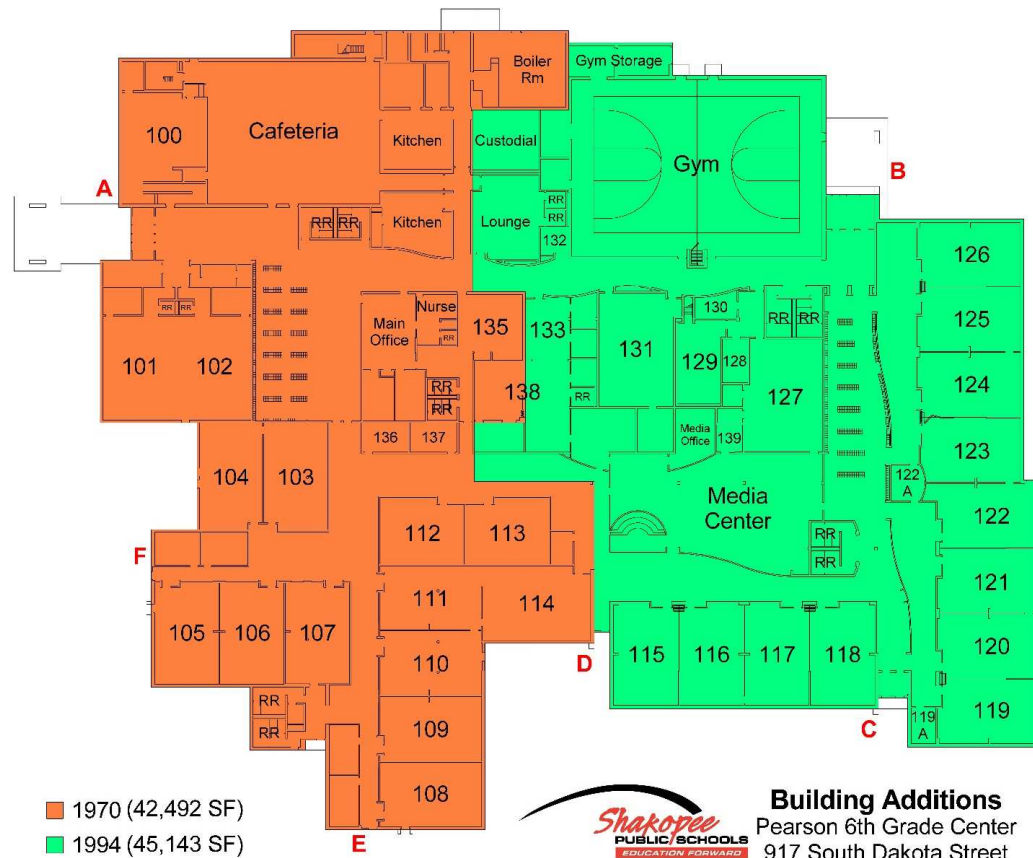 Gym Storage
Boiler
Rm
100
Cafeteria
Kitchen
Custodial
Gym
A
B
Lounge
RR
RR
132
RR RR
Kitchen
126
Nurse
RR
Main
Office
135
133
131
130
129
128
RR RR
125
RR RR
101
102
124
138
127
RR
RR
RR
136
137
Media
Office
139
123
104
103
122
A
Media
Center
122
112
113
RR
RR
F
121
111
114
105
106
107
110
D
115
116
117
118
120
RR
RR
109
119
119
A
C
108
E
1970 (42,492 SF)
1994 (45,143 SF)
Shakopee
PUBLIC SCHOOLS
EDUCATION FORWARD
Building Additions
Pearson 6th Grade Center
917 South Dakota Street